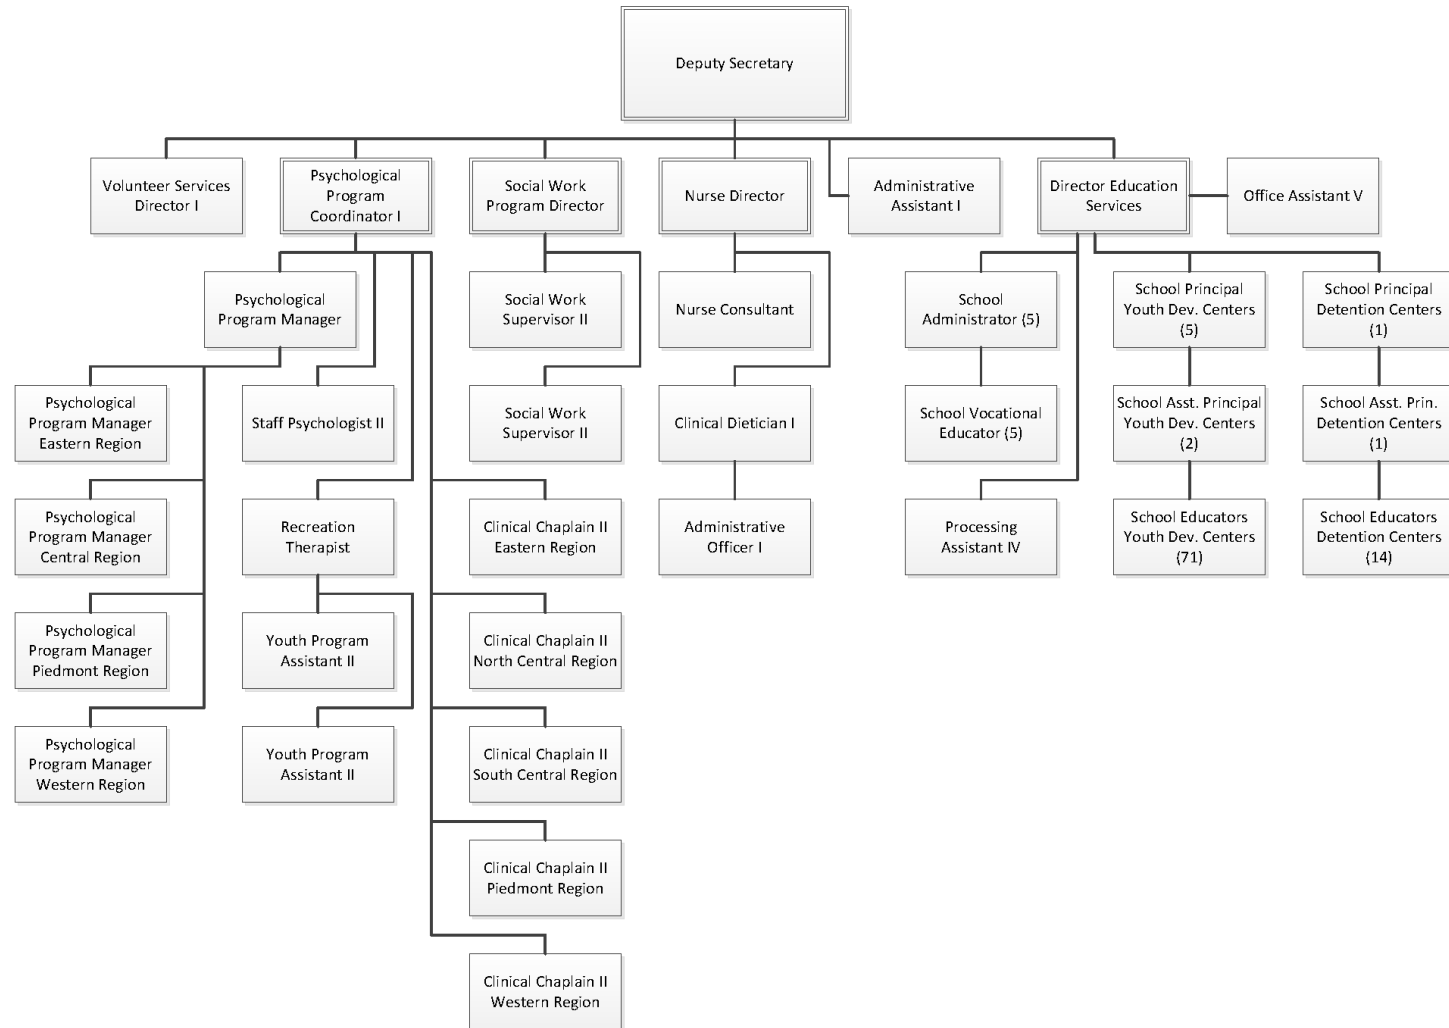 Deputy Secretary
Volunteer Services
Director I
Psychological
Program
Coordinator I
Social Work
Program Director
Nurse Director
Administrative
Assistant I
Director Education
Services
Office Assistant V
Psychological
Program Manager
Social Work
Supervisor II
Nurse Consultant
School
Administrator (5)
School Principal
Youth Dev. Centers
(5)
School Principal
Detention Centers
(1)
Psychological
Program Manager
Eastern Region
Staff Psychologist II
Social Work
Supervisor II
Clinical Dietician I
School Vocational
Educator (5)
School Asst. Principal
Youth Dev. Centers
(2)
School Asst. Prin.
Detention Centers
(1)
Psychological
Program Manager
Central Region
Recreation
Therapist
Clinical Chaplain II
Eastern Region
Administrative
Officer I
Processing
Assistant IV
School Educators
Youth Dev. Centers
(71)
School Educators
Detention Centers
(14)
Psychological
Program Manager
Piedmont Region
Youth Program
Assistant II
Clinical Chaplain II
North Central Region
Psychological
Program Manager
Western Region
Youth Program
Assistant II
Clinical Chaplain II
South Central Region
Clinical Chaplain II
Piedmont Region
Clinical Chaplain II
Western Region